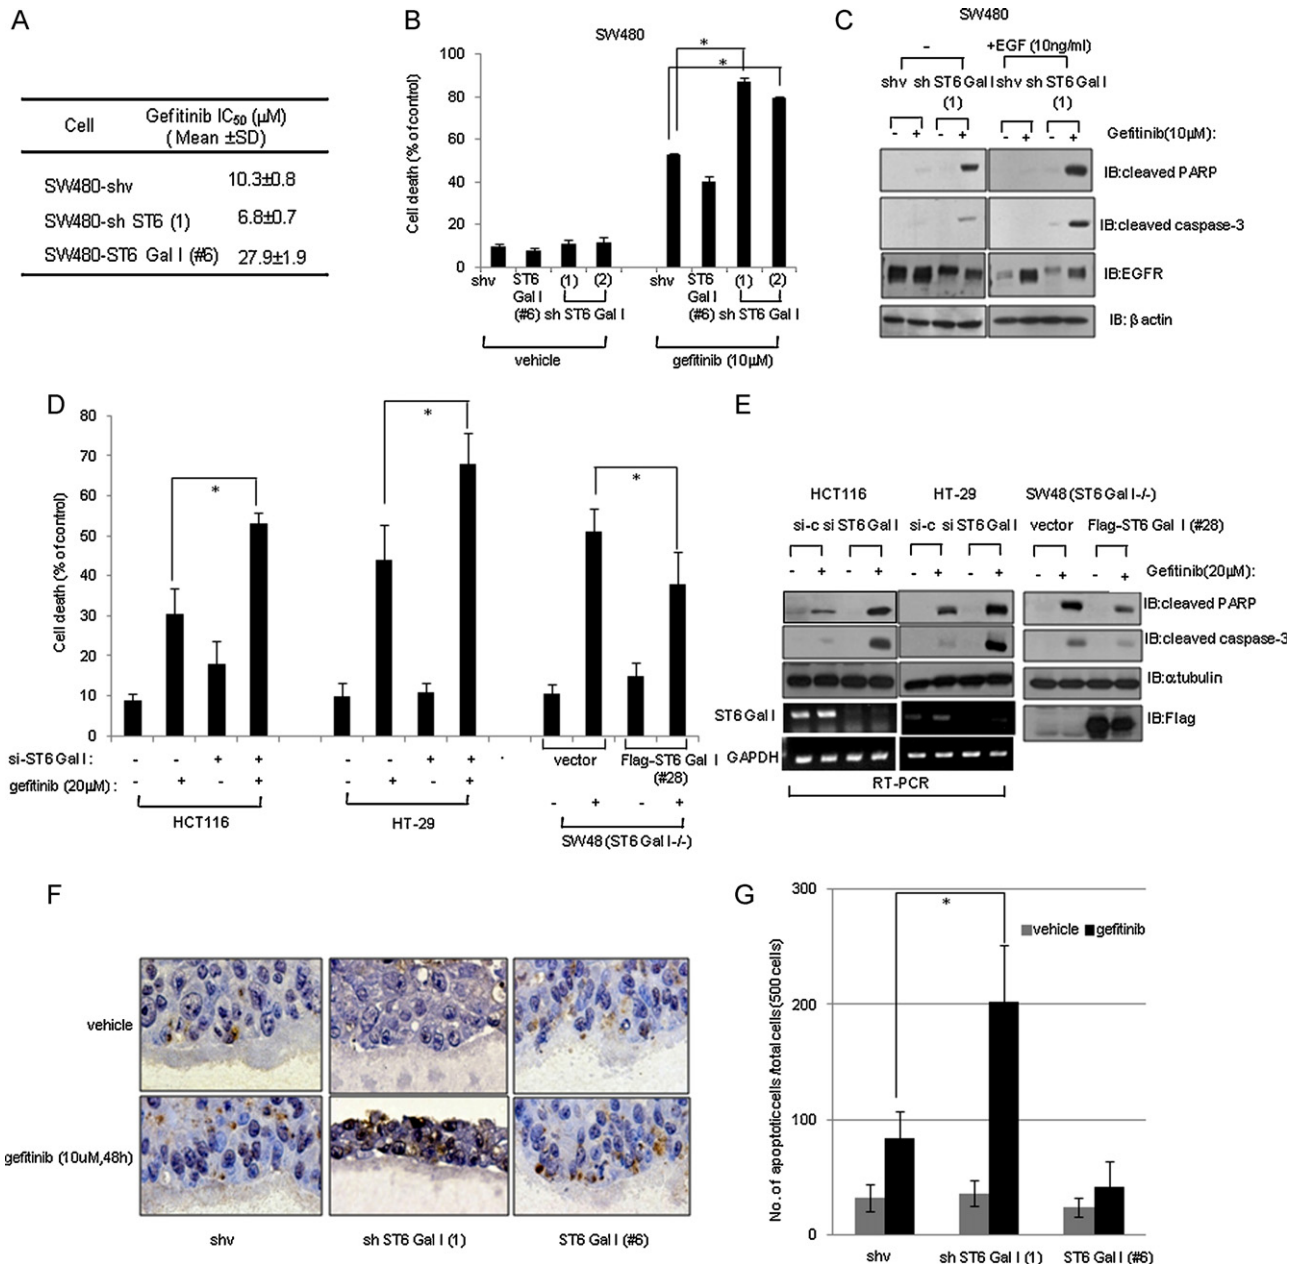 A
Cell Gefitinib IC50 (µM)
( Mean ±SD)
SW480-shv 10.3±0.8
SW480-sh ST6 (1) 6.8±0.7
SW480-ST6 Gal I (#6) 27.9±1.9
B
SW480
Cell death (% of control)
100
80
60
40
20
0
* *
shv ST6 Gal I (#6) (1) (2) sh ST6 Gal I
shv ST6 Gal I (#6) (1) (2) sh ST6 Gal I
vehicle gefitinib (10µM)
C
SW480
- +EGF (10ng/ml)
shv sh ST6 Gal I shv sh ST6 Gal I
(1) (1)
- + - + - + - + Gefitinib(10µM):
IB:cleaved PARP
IB:cleaved caspase-3
IB:EGFR
IB: β actin
D
Cell death (% of control)
80
70
60
50
40
30
20
10
0
* * *
si-ST6 Gal I : - - + + - - + + vector Flag-ST6 Gal I
(#28)
gefitinib (20µM) : - + - + - + - +
- + - +
HCT116 HT-29 SW48 (ST6 Gal I-/-)
E
HCT116 HT-29 SW48 (ST6 Gal I-/-)
si-c si ST6 Gal I si-c si ST6 Gal I vector Flag-ST6 Gal I (#28)
- + - + - + - + Gefitinib(20µM): - + - +
IB:cleaved PARP
IB:cleaved caspase-3
IB:αtubulin
ST6 Gal I IB:Flag
GAPDH
RT-PCR
F
vehicle
gefitinib (10uM,48h)
shv sh ST6 Gal I (1) ST6 Gal I (#6)
G
No. of apoptotic cells /total cells (500 cells)
300
200
100
0
*
vehicle gefitinib
shv sh ST6 Gal I (1) ST6 Gal I (#6)